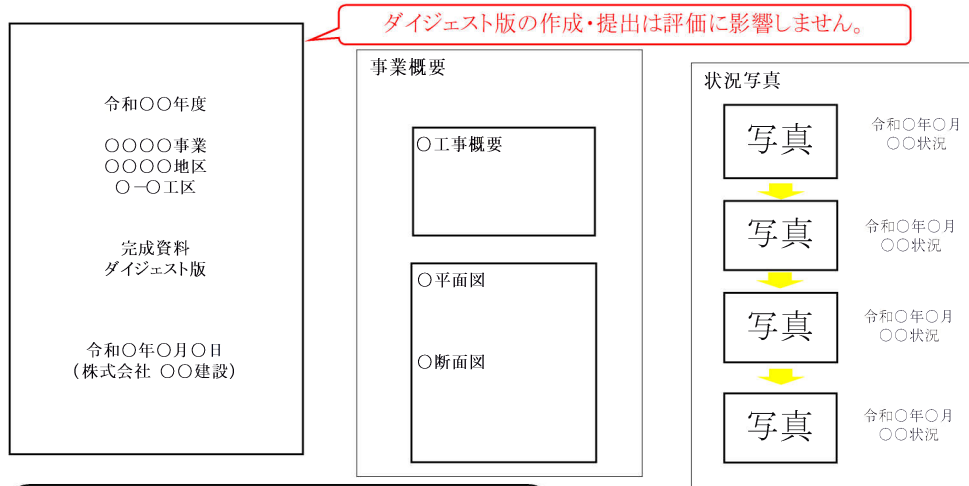 ダイジェスト版の作成・提出は評価に影響しません。
令和〇〇年度
〇〇〇〇事業
〇〇〇〇地区
〇―〇工区
完成資料
ダイジェスト版
令和〇年〇月〇日
(株式会社 〇〇建設)
事業概要
〇工事概要
〇平面図
〇断面図
状況写真
写真
令和〇年〇月
〇〇状況
写真
令和〇年〇月
〇〇状況
写真
令和〇年〇月
〇〇状況
写真
令和〇年〇月
〇〇状況